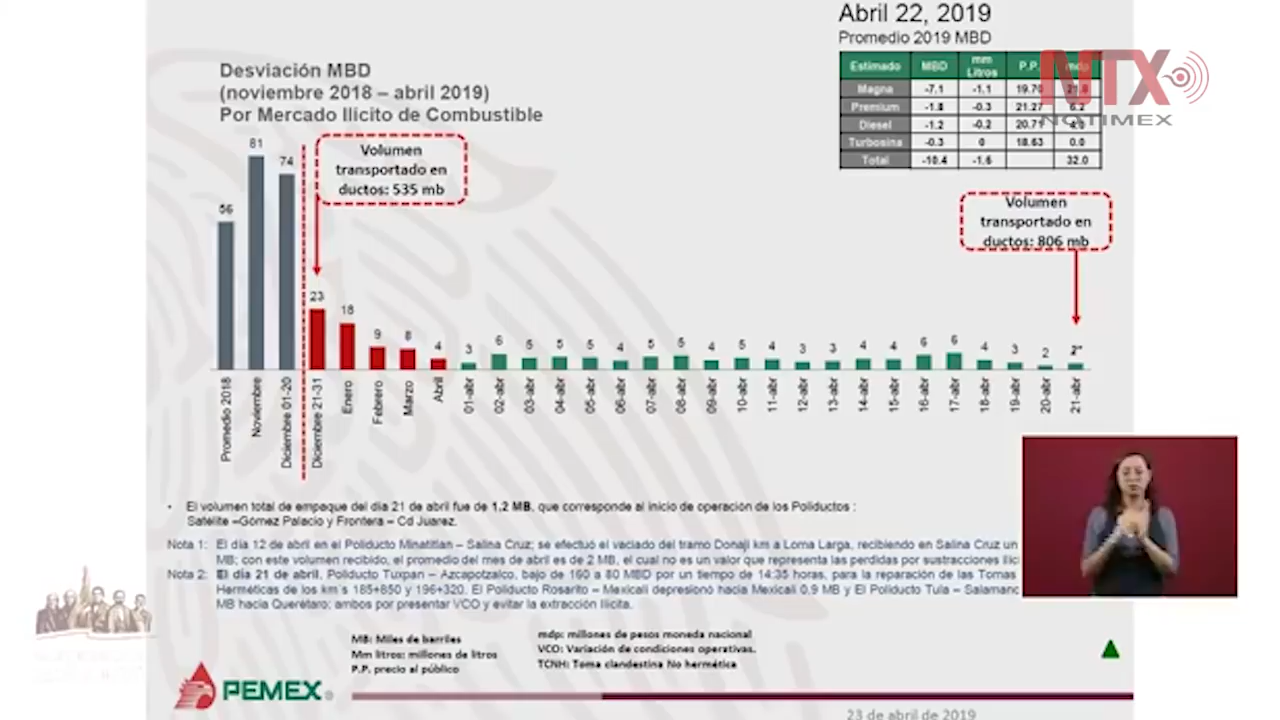 Abril 22, 2019
Promedio 2019 MBD
Estimado MBD mm Litros P.P. mdp
Magna -7.1 -1.1 19.70
Premium -1.8 -0.3 21.27 6.2
Diesel -1.2 -0.2 20.71
Turbosina -0.3 0 18.63 0.0
Total -10.4 -1.6 32.0
NTX
NOTIMEX
Desviación MBD
(noviembre 2018 – abril 2019)
Por Mercado Ilícito de Combustible
Volumen
transportado en
ductos: 535 mb
Volumen
transportado en
ductos: 806 mb
56 81 74 23 18 9 8 4 3 6 5 5 5 4 5 5 4 5 4 3 3 4 4 6 6 4 3 2 2*
Promedio 2018 Noviembre Diciembre 01-20 Diciembre 21-31 Enero Febrero Marzo Abril 01-abr 02-abr 03-abr 04-abr 05-abr 06-abr 07-abr 08-abr 09-abr 10-abr 11-abr 12-abr 13-abr 14-abr 15-abr 16-abr 17-abr 18-abr 19-abr 20-abr 21-abr
• El volumen total de empaque del día 21 de abril fue de 1.2 MB, que corresponde al inicio de operación de los Poliductos :
Satélite –Gómez Palacio y Frontera – Cd Juarez.
Nota 1: El día 12 de abril en el Poliducto Minatitlan – Salina Cruz; se efectuó el vaciado del tramo Donají km a Loma Larga, recibiendo en Salina Cruz un
MB; con este volumen recibido, el promedio del mes de abril es de 2 MB, el cual no es un valor que representa las perdidas por sustracciones ilíci
Nota 2: El día 21 de abril, Poliducto Tuxpan – Azcapotzalco, bajo de 160 a 80 MBD por un tiempo de 14:35 horas, para la reparación de las Tomas
Herméticas de los km´s 185+850 y 196+320. El Poliducto Rosarito – Mexicali depresionó hacia Mexicali 0.9 MB y El Poliducto Tula – Salamanc
MB hacia Querétaro; ambos por presentar VCO y evitar la extracción ilícita.
MB: Miles de barriles
Mm litros: millones de litros
P.P. precio al público
mdp: millones de pesos moneda nacional
VCO: Variación de condiciones operativas.
TCNH: Toma clandestina No hermética
PEMEX®
23 de abril de 2019